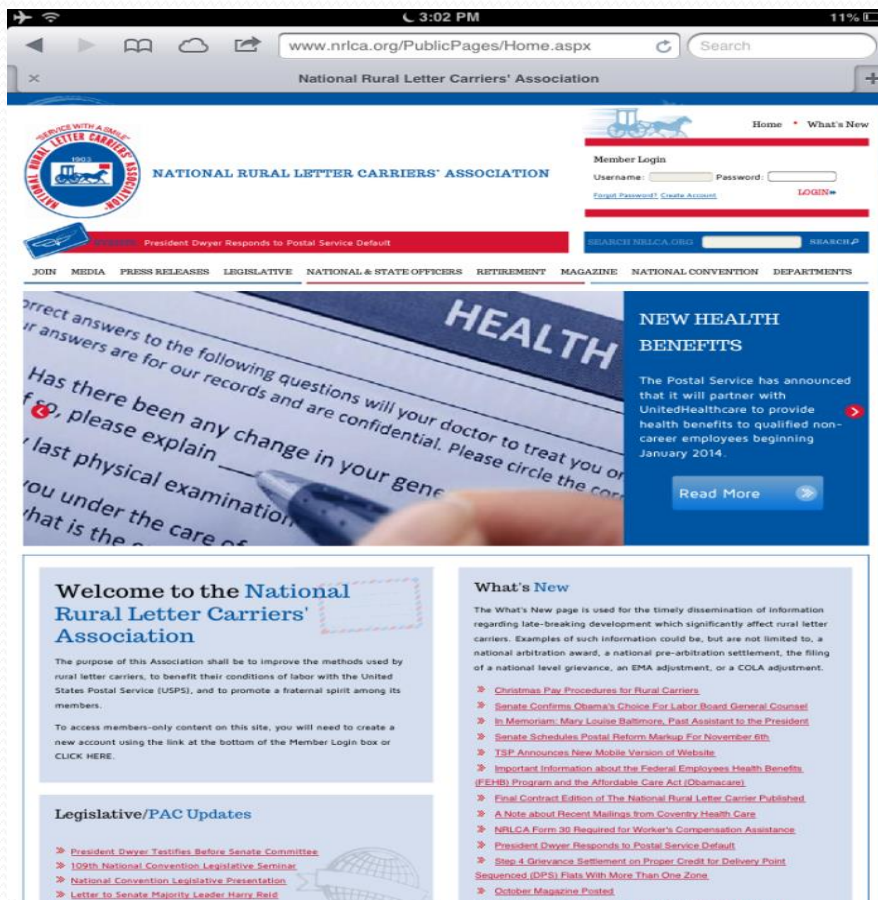 3:02 PM
11%
www.nrlca.org/PublicPages/Home.aspx
Search
National Rural Letter Carriers' Association
Home * What's New
"SERVICE WITH A SMILE"
NATIONAL RURAL LETTER CARRIERS' ASSOCIATION
1903
NATIONAL RURAL LETTER CARRIERS' ASSOCIATION
Member Login
Username:
Password:
Forgot Password? Create Account
LOGIN
President Dwyer Responds to Postal Service Default
SEARCH NRLCA.ORG
SEARCH
JOIN MEDIA PRESS RELEASES LEGISLATIVE NATIONAL & STATE OFFICERS RETIREMENT MAGAZINE NATIONAL CONVENTION DEPARTMENTS
HEALTH
orrect answers to the following questions will your doctor to treat you or
ur answers are for our records and are confidential. Please circle the corr
Has there been any change in your gene
f so, please explain
last physical examination
you under the care of
what is the
NEW HEALTH
BENEFITS
The Postal Service has announced
that it will partner with
UnitedHealthcare to provide
health benefits to qualified non-
career employees beginning
January 2014.
Read More
Welcome to the National
Rural Letter Carriers'
Association
The purpose of this Association shall be to improve the methods used by
rural letter carriers, to benefit their conditions of labor with the United
States Postal Service (USPS), and to promote a fraternal spirit among its
members.
To access members-only content on this site, you will need to create a
new account using the link at the bottom of the Member Login box or
CLICK HERE.
Legislative/PAC Updates
President Dwyer Testifies Before Senate Committee
109th National Convention Legislative Seminar
National Convention Legislative Presentation
Letter to Senate Majority Leader Harry Reid
What's New
The What's New page is used for the timely dissemination of information
regarding late-breaking development which significantly affect rural letter
carriers. Examples of such information could be, but are not limited to, a
national arbitration award, a national pre-arbitration settlement, the filing
of a national level grievance, an EMA adjustment, or a COLA adjustment.
Christmas Pay Procedures for Rural Carriers
Senate Confirms Obama's Choice For Labor Board General Counsel
In Memoriam: Mary Louise Baltimore, Past Assistant to the President
Senate Schedules Postal Reform Markup For November 6th
TSP Announces New Mobile Version of Website
Important Information about the Federal Employees Health Benefits
(FEHB) Program and the Affordable Care Act (Obamacare)
Final Contract Edition of The National Rural Letter Carrier Published
A Note about Recent Mailings from Coventry Health Care
NRLCA Form 30 Required for Worker's Compensation Assistance
President Dwyer Responds to Postal Service Default
Step 4 Grievance Settlement on Proper Credit for Delivery Point
Sequenced (DPS) Flats With More Than One Zone
October Magazine Posted